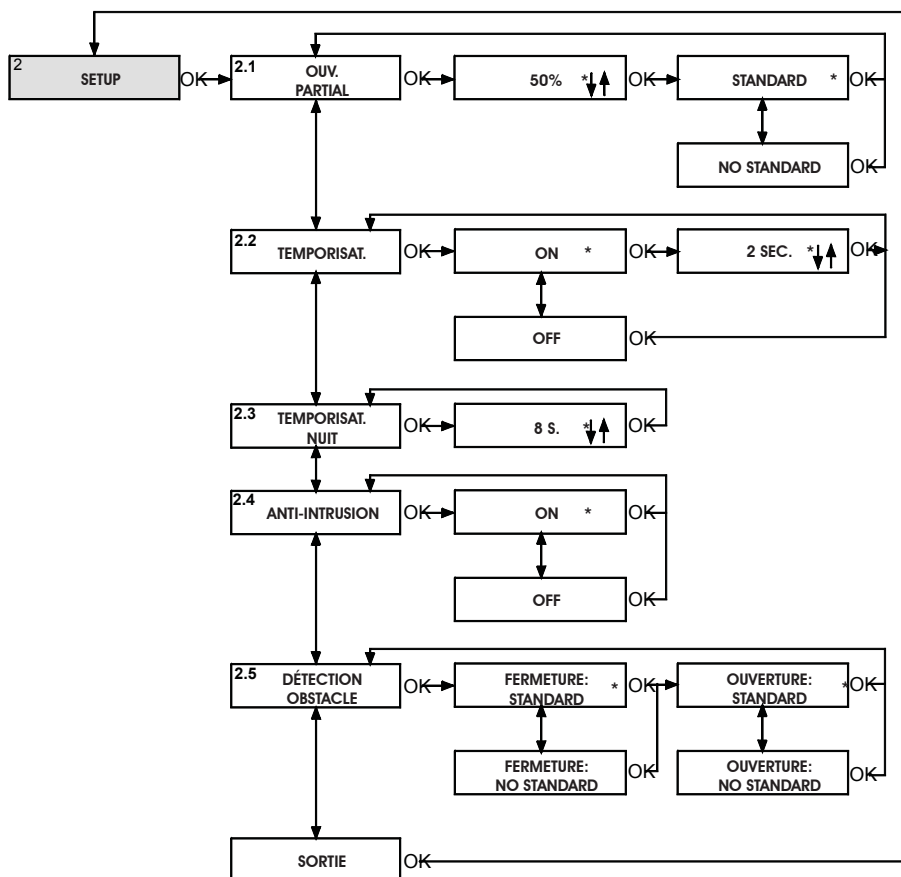 2
SETUP
OK
2.1
OUV.
PARTIAL
OK
50% *
OK
STANDARD *
OK
NO STANDARD
OK
2.2
TEMPORISAT.
OK
ON *
OK
2 SEC. *
OK
OFF
OK
2.3
TEMPORISAT.
NUIT
OK
8 S. *
OK
2.4
ANTI-INTRUSION
OK
ON *
OK
OFF
OK
2.5
DÉTECTION
OBSTACLE
OK
FERMETURE:
STANDARD *
OK
OUVERTURE:
STANDARD *
OK
FERMETURE:
NO STANDARD
OK
OUVERTURE:
NO STANDARD
OK
SORTIE
OK